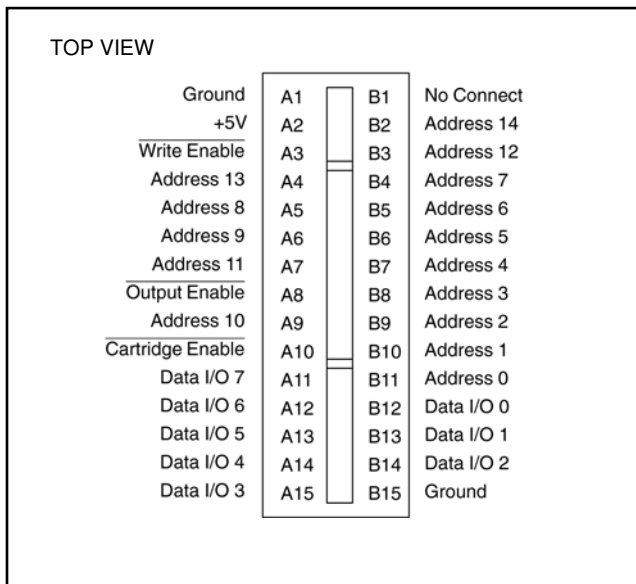 TOP VIEW
Ground A1 B1 No Connect
+5V A2 B2 Address 14
Write Enable A3 B3 Address 12
Address 13 A4 B4 Address 7
Address 8 A5 B5 Address 6
Address 9 A6 B6 Address 5
Address 11 A7 B7 Address 4
Output Enable A8 B8 Address 3
Address 10 A9 B9 Address 2
Cartridge Enable A10 B10 Address 1
Data I/O 7 A11 B11 Address 0
Data I/O 6 A12 B12 Data I/O 0
Data I/O 5 A13 B13 Data I/O 1
Data I/O 4 A14 B14 Data I/O 2
Data I/O 3 A15 B15 Ground